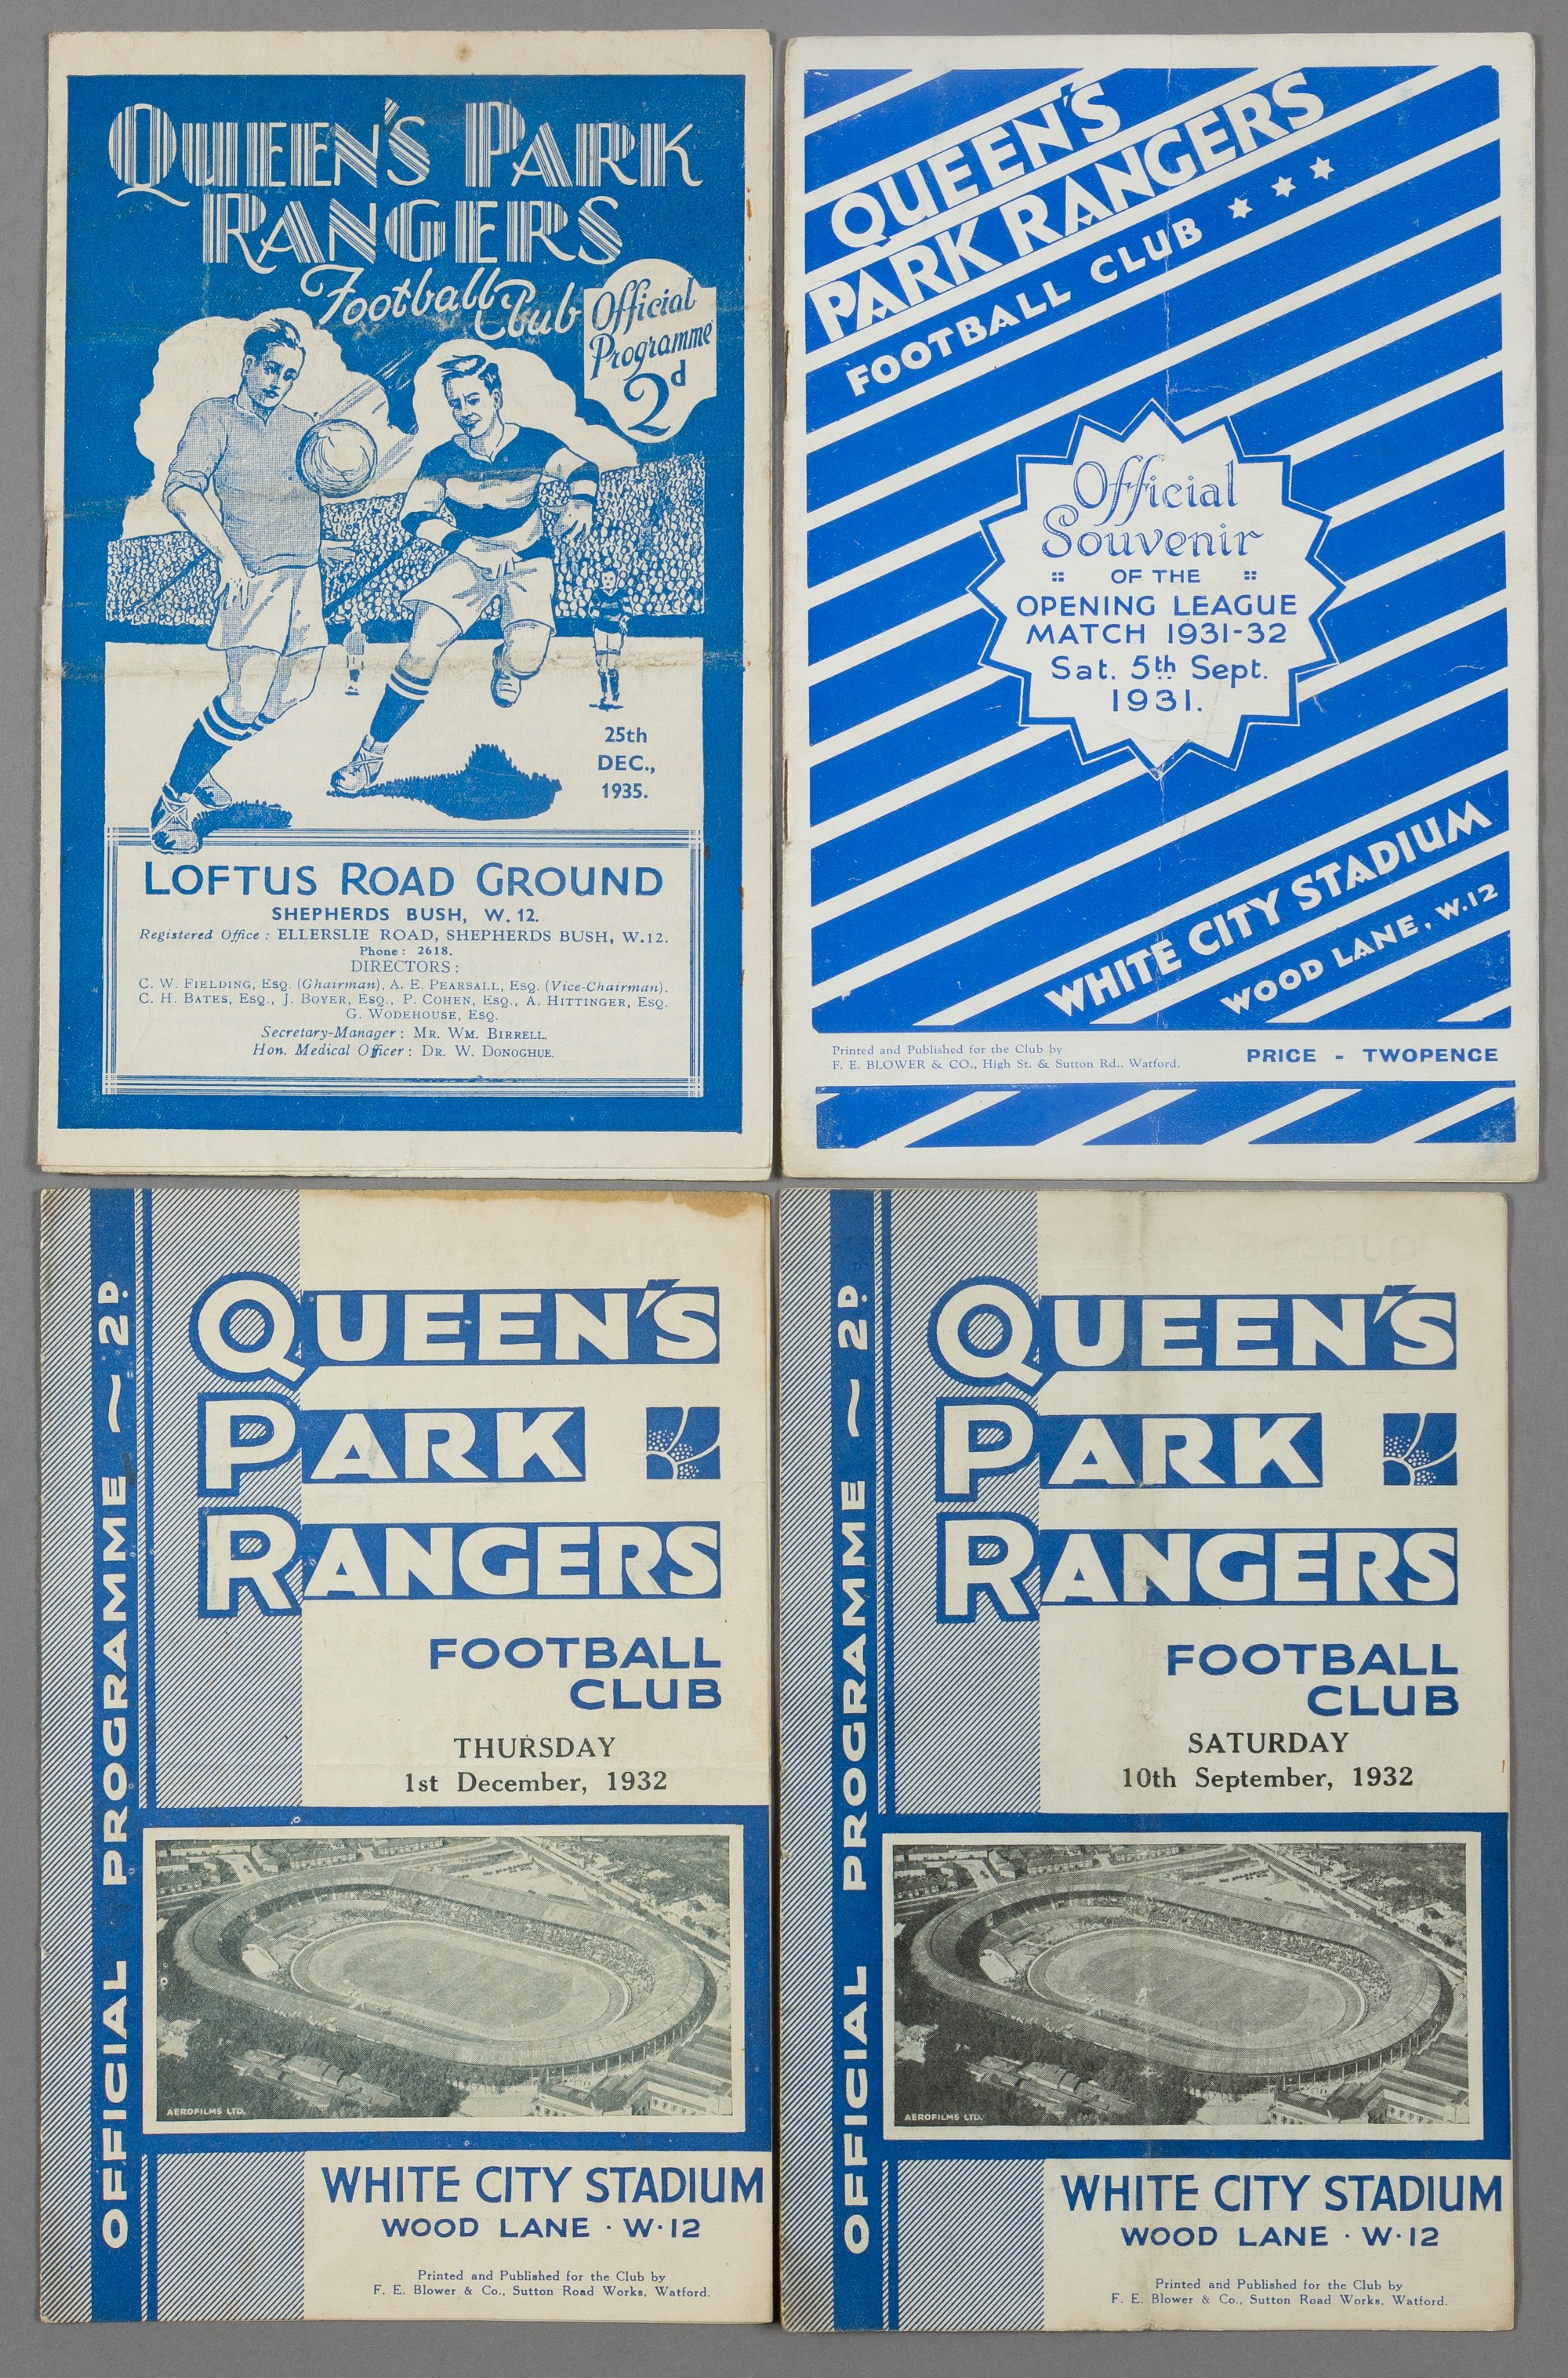 QUEEN'S PARK
RANGERS
Football Club
Official
Programme
2d
25th
DEC.,
1935.
LOFTUS ROAD GROUND
SHEPHERDS BUSH, W. 12.
Registered Office : ELLERSLIE ROAD, SHEPHERDS BUSH, W.12.
Phone : 2618.
DIRECTORS :
C. W. FIELDING, ESQ. (Ghairman), A. E. PEARSALL, ESQ. (Vice-Chairman),
C. H. BATES, ESQ., J. BOYER, ESQ., P. COHEN, ESQ., A. HITTINGER, ESQ.
G. WODEHOUSE, ESQ.
Secretary-Manager : MR. WM. BIRRELL.
Hon. Medical Officer : DR. W. DONOGHUE.
QUEEN'S
PARK RANGERS
FOOTBALL CLUB
Official
Souvenir
OF THE
OPENING LEAGUE
MATCH 1931-32
Sat. 5th Sept.
1931.
WHITE CITY STADIUM
WOOD LANE, W.12
Printed and Published for the Club by
F. E. BLOWER & CO., High St. & Sutton Rd., Watford.
PRICE - TWOPENCE
OFFICIAL PROGRAMME ~ 2D.
QUEEN'S
PARK
RANGERS
FOOTBALL
CLUB
THURSDAY
1st December, 1932
AEROFILMS LTD.
WHITE CITY STADIUM
WOOD LANE · W·12
Printed and Published for the Club by
F. E. Blower & Co., Sutton Road Works, Watford.
OFFICIAL PROGRAMME ~ 2D.
QUEEN'S
PARK
RANGERS
FOOTBALL
CLUB
SATURDAY
10th September, 1932
AEROFILMS LTD.
WHITE CITY STADIUM
WOOD LANE · W·12
Printed and Published for the Club by
F. E. Blower & Co., Sutton Road Works, Watford.